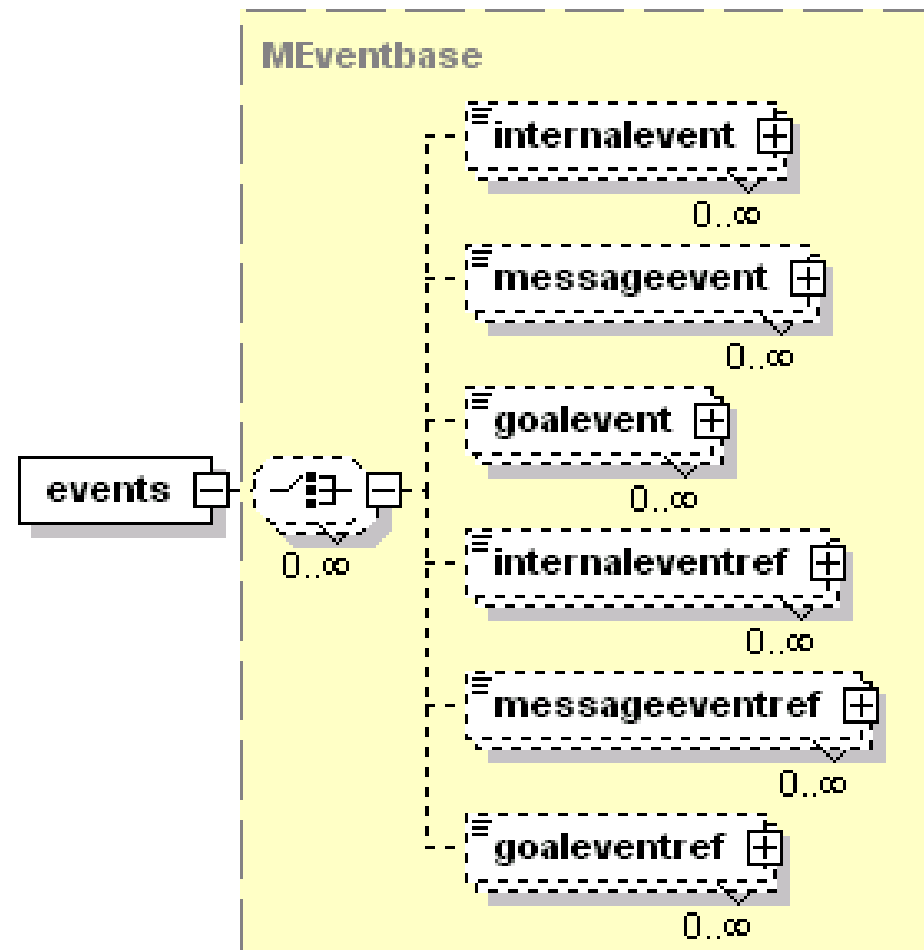 MEventbase
internalevent
0..∞
messageevent
0..∞
goalevent
0..∞
events
0..∞
internaleventref
0..∞
messageeventref
0..∞
goaleventref
0..∞